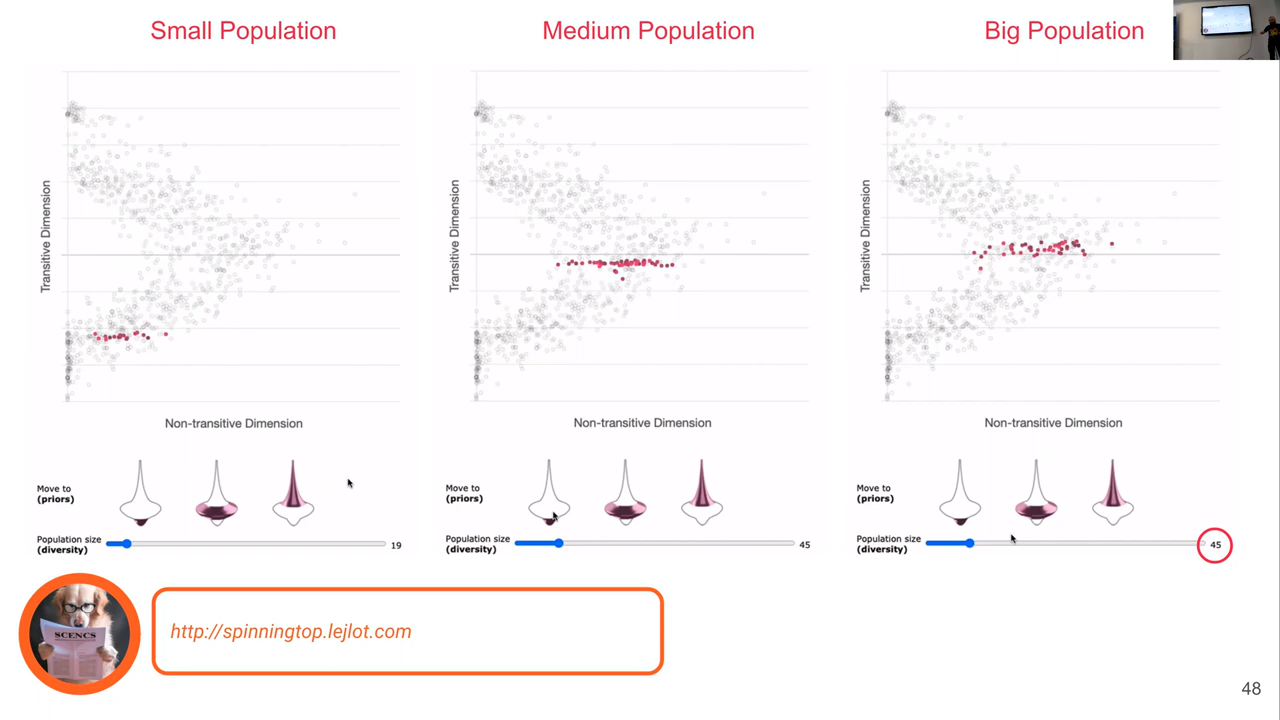 Small Population
Medium Population
Big Population
Transitive Dimension
Transitive Dimension
Transitive Dimension
Non-transitive Dimension
Non-transitive Dimension
Non-transitive Dimension
Move to
(priors)
Population size
(diversity)
19
Move to
(priors)
Population size
(diversity)
45
Move to
(priors)
Population size
(diversity)
45
SCENCS
http://spinningtop.lejlot.com
48